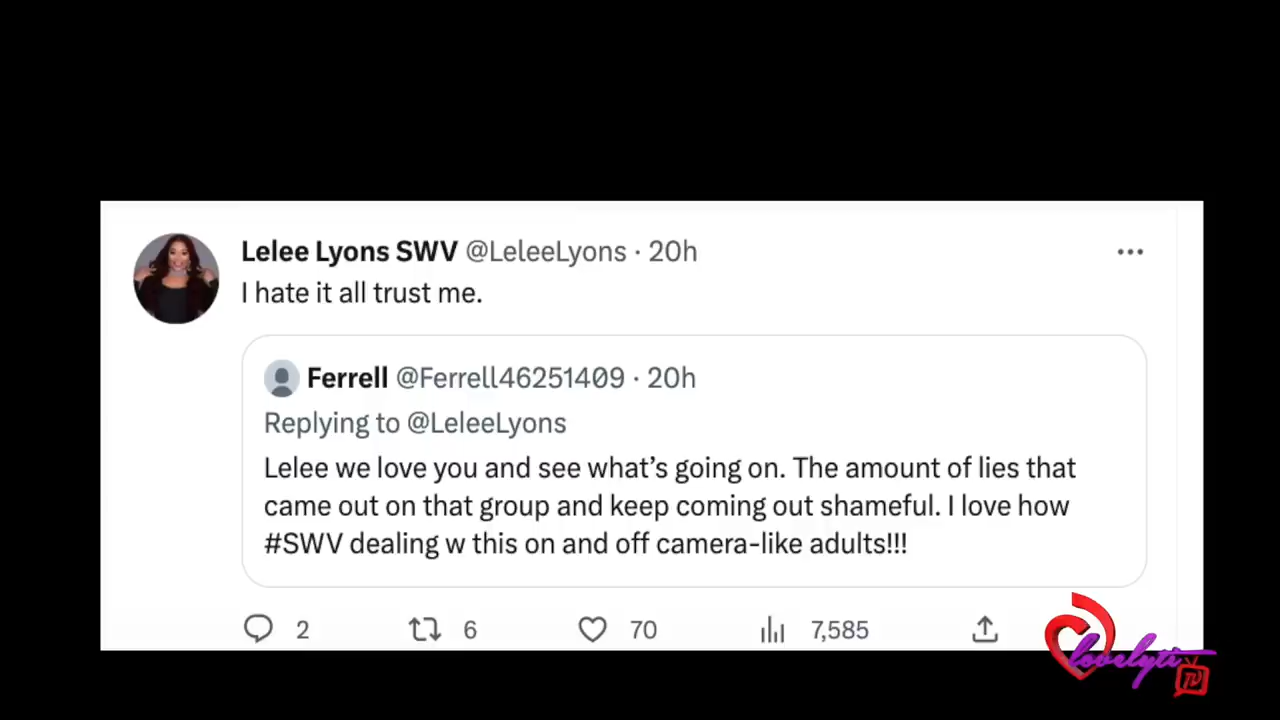 Lelee Lyons SWV @LeleeLyons · 20h
I hate it all trust me.
Ferrell @Ferrell46251409 · 20h
Replying to @LeleeLyons
Lelee we love you and see what's going on. The amount of lies that
came out on that group and keep coming out shameful. I love how
#SWV dealing w this on and off camera-like adults!!!
2 6 70 7,585
lovelyti
TV